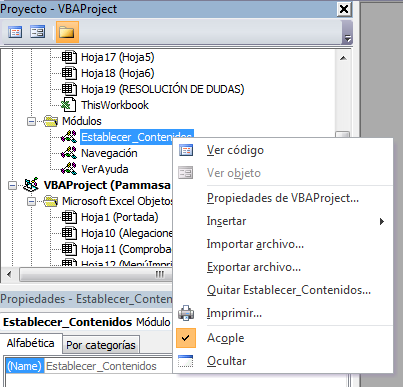 Proyecto - VBAProject
Hoja17 (Hoja5)
Hoja18 (Hoja6)
Hoja19 (RESOLUCIÓN DE DUDAS)
ThisWorkbook
Módulos
Establecer_Contenidos
Navegación
VerAyuda
VBAProject (Pammasa
Microsoft Excel Objetos
Hoja1 (Portada)
Hoja10 (Alegacione
Hoja11 (Comproba
Hoja12 (MenúImpri
Ver código
Ver objeto
Propiedades de VBAProject...
Insertar
Importar archivo...
Exportar archivo...
Quitar Establecer_Contenidos...
Imprimir...
Acople
Ocultar
Propiedades - Establecer_Conten
Establecer_Contenidos Módulo
Alfabética Por categorías
(Name) Establecer_Contenidos